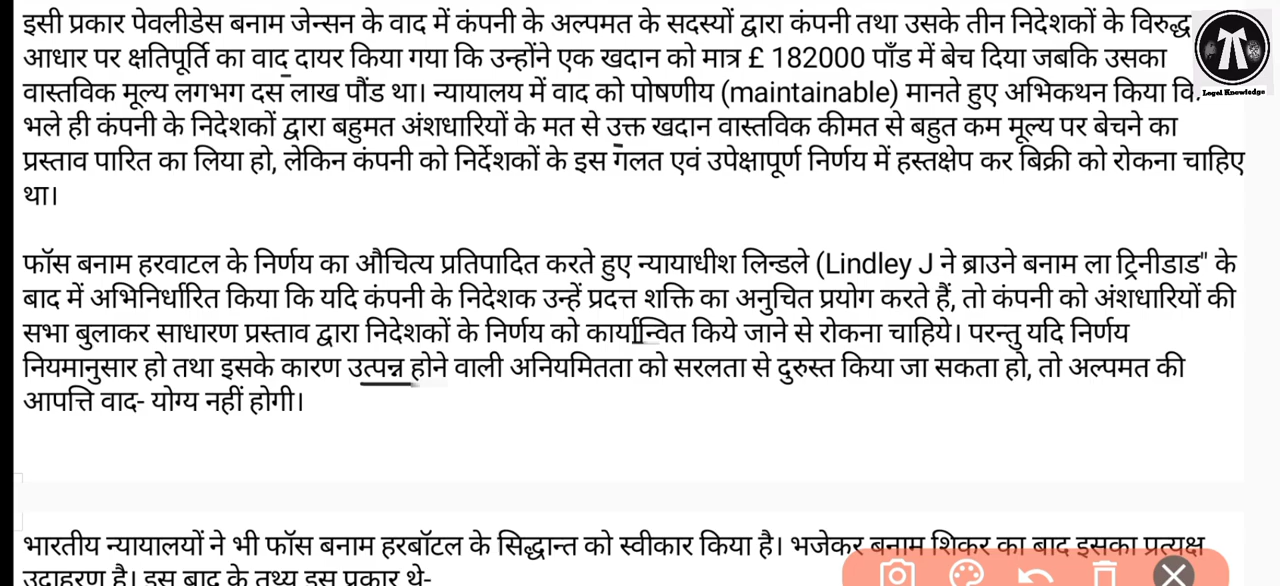 इसी प्रकार पेवलीडेस बनाम जेन्सन के वाद में कंपनी के अल्पमत के सदस्यों द्वारा कंपनी तथा उसके तीन निदेशकों के विरुद्ध
आधार पर क्षतिपूर्ति का वाद दायर किया गया कि उन्होंने एक खदान को मात्र £ 182000 पाँड में बेच दिया जबकि उसका
वास्तविक मूल्य लगभग दस लाख पौंड था। न्यायालय में वाद को पोषणीय (maintainable) मानते हुए अभिकथन किया कि
भले ही कंपनी के निदेशकों द्वारा बहुमत अंशधारियों के मत से उक्त खदान वास्तविक कीमत से बहुत कम मूल्य पर बेचने का
प्रस्ताव पारित का लिया हो, लेकिन कंपनी को निर्देशकों के इस गलत एवं उपेक्षापूर्ण निर्णय में हस्तक्षेप कर बिक्री को रोकना चाहिए
था।
फॉस बनाम हरवाटल के निर्णय का औचित्य प्रतिपादित करते हुए न्यायाधीश लिन्डले (Lindley J ने ब्राउने बनाम ला ट्रिनीडाड" के
बाद में अभिनिर्धारित किया कि यदि कंपनी के निदेशक उन्हें प्रदत्त शक्ति का अनुचित प्रयोग करते हैं, तो कंपनी को अंशधारियों की
सभा बुलाकर साधारण प्रस्ताव द्वारा निदेशकों के निर्णय को कार्यान्वित किये जाने से रोकना चाहिये। परन्तु यदि निर्णय
नियमानुसार हो तथा इसके कारण उत्पन्न होने वाली अनियमितता को सरलता से दुरुस्त किया जा सकता हो, तो अल्पमत की
आपत्ति वाद- योग्य नहीं होगी।
भारतीय न्यायालयों ने भी फॉस बनाम हरबॉटल के सिद्धान्त को स्वीकार किया है। भजेकर बनाम शिकर का बाद इसका प्रत्यक्ष
उदाहरण है। इस बाद के तथ्य इस प्रकार थे-
Legel Knowledge